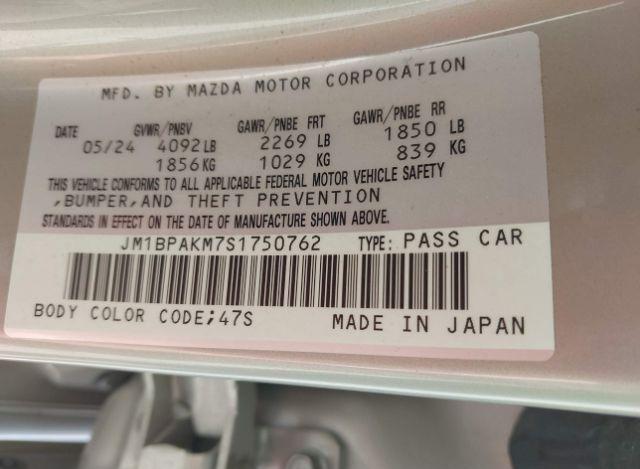 MFD. BY MAZDA MOTOR CORPORATION
DATE GVWR/PNBV GAWR/PNBE FRT GAWR/PNBE RR
05/24 4092LB 2269 LB 1850 LB
1856KG 1029 KG 839 KG
THIS VEHICLE CONFORMS TO ALL APPLICABLE FEDERAL MOTOR VEHICLE SAFETY
,BUMPER,AND THEFT PREVENTION
STANDARDS IN EFFECT ON THE DATE OF MANUFACTURE SHOWN ABOVE.
JM1BPAKM7S1750762 TYPE: PASS CAR
BODY COLOR CODE;47S MADE IN JAPAN